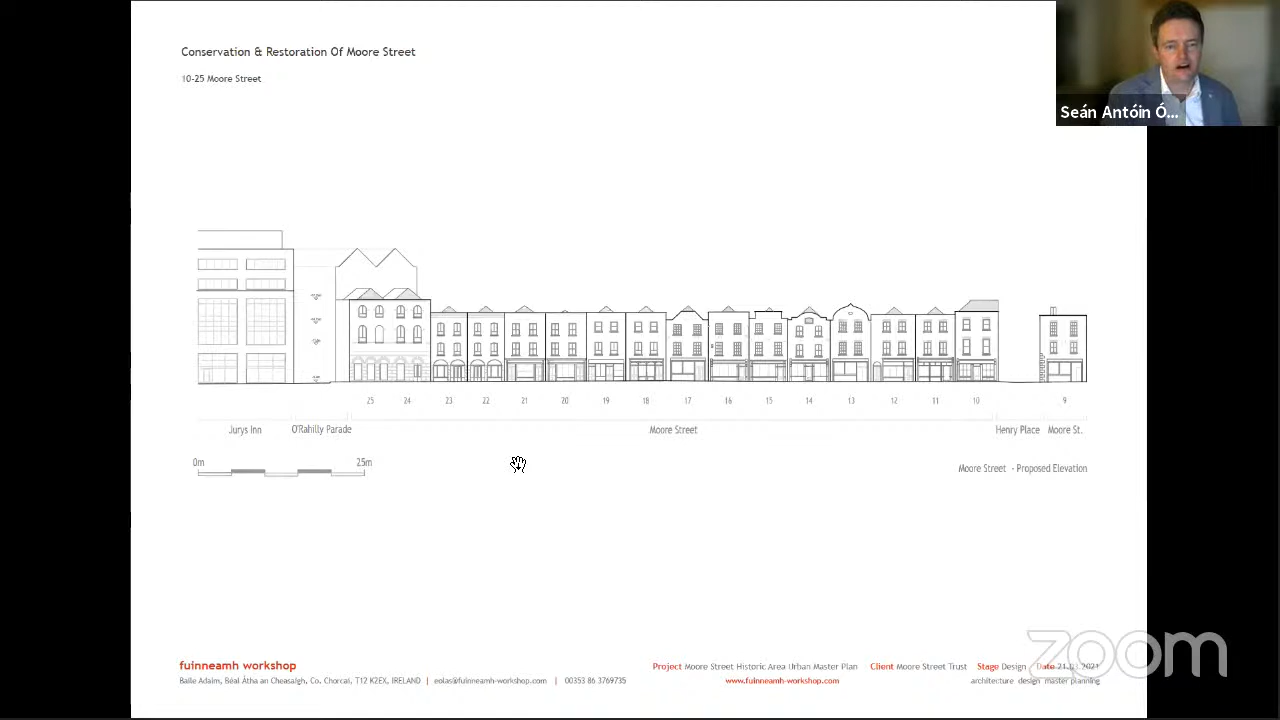 Conservation & Restoration Of Moore Street
10-25 Moore Street
Seán Antóin Ó...
25 24 23 22 21 20 19 18 17 16 15 14 13 12 11 10 9
Jurys Inn O'Rahilly Parade Moore Street Henry Place Moore St.
0m 25m
Moore Street - Proposed Elevation
fuinneamh workshop
Baile Adaim, Béal Átha an Cheasaigh, Co. Chorcaí, T12 K2EX, IRELAND | eolas@fuinneamh-workshop.com | 00353 86 3769735
Project Moore Street Historic Area Urban Master Plan Client Moore Street Trust Stage Design Date 21.01.2021
www.fuinneamh-workshop.com
architecture design master planning
zoom